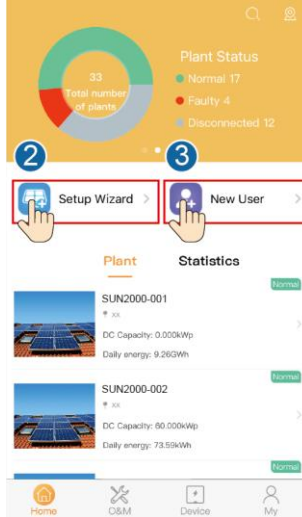 33
Total number
of plants
Plant Status
Normal 17
Faulty 4
Disconnected 12
2
3
Setup Wizard
New User
Plant
Statistics
Normal
SUN2000-001
xx
DC Capacity: 0.000kWp
Daily energy: 9.26GWh
Normal
SUN2000-002
xx
DC Capacity: 60.000kWp
Daily energy: 73.59kWh
Normal
Home
O&M
Device
My